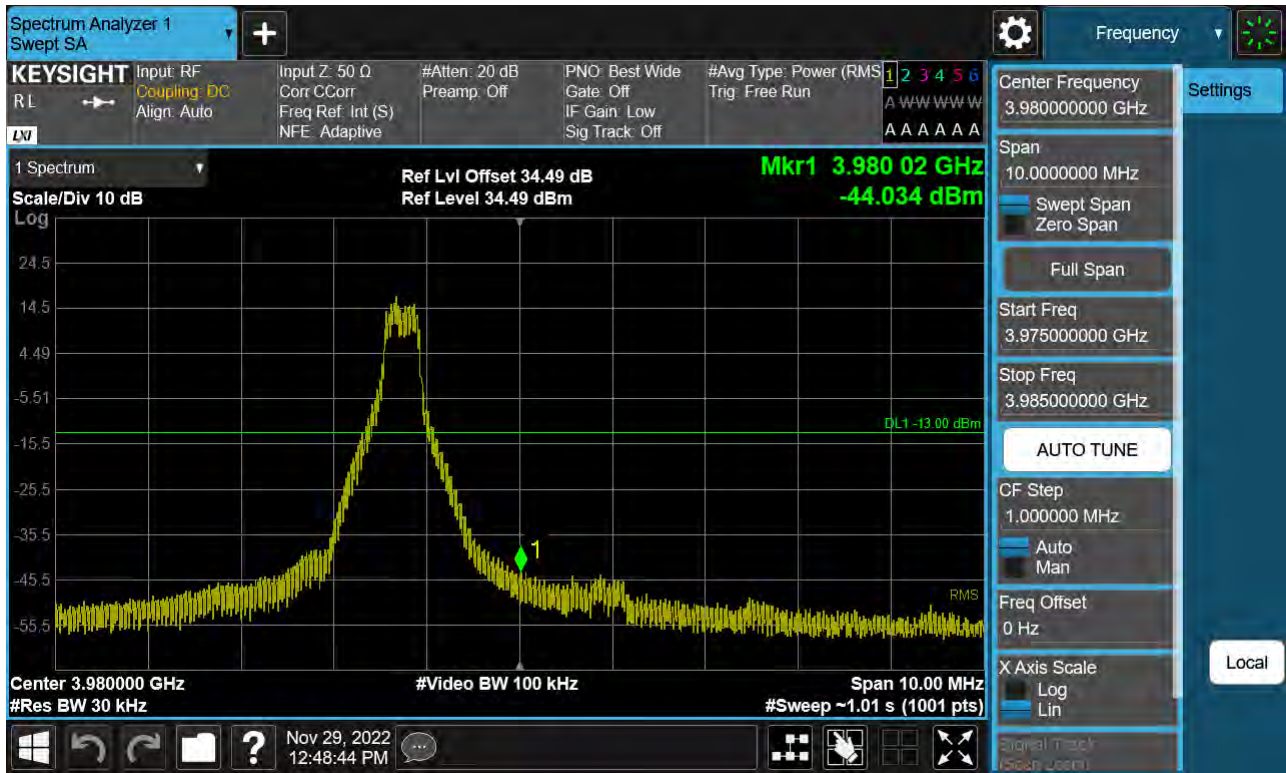 Spectrum Analyzer 1
Swept SA
+
Frequency
KEYSIGHT
RL
LXI
Input: RF
Coupling: DC
Align: Auto
Input Z: 50 Ω
Corr CCorr
Freq Ref: Int (S)
NFE: Adaptive
#Atten: 20 dB
Preamp: Off
PNO: Best Wide
Gate: Off
IF Gain: Low
Sig Track: Off
#Avg Type: Power (RMS
Trig: Free Run
1 2 3 4 5 6
A W W W W W
A A A A A A
1 Spectrum
Scale/Div 10 dB
Ref Lvl Offset 34.49 dB
Ref Level 34.49 dBm
Mkr1 3.980 02 GHz
-44.034 dBm
Log
24.5
14.5
4.49
-5.51
-15.5
-25.5
-35.5
-45.5
-55.5
DL1 -13.00 dBm
1
RMS
Center 3.980000 GHz
#Video BW 100 kHz
Span 10.00 MHz
#Res BW 30 kHz
#Sweep ~1.01 s (1001 pts)
Center Frequency
3.980000000 GHz
Settings
Span
10.0000000 MHz
Swept Span
Zero Span
Full Span
Start Freq
3.975000000 GHz
Stop Freq
3.985000000 GHz
AUTO TUNE
CF Step
1.000000 MHz
Auto
Man
Freq Offset
0 Hz
X Axis Scale
Log
Lin
Local
Signal Track
(Span Zoom)
?
Nov 29, 2022
12:48:44 PM